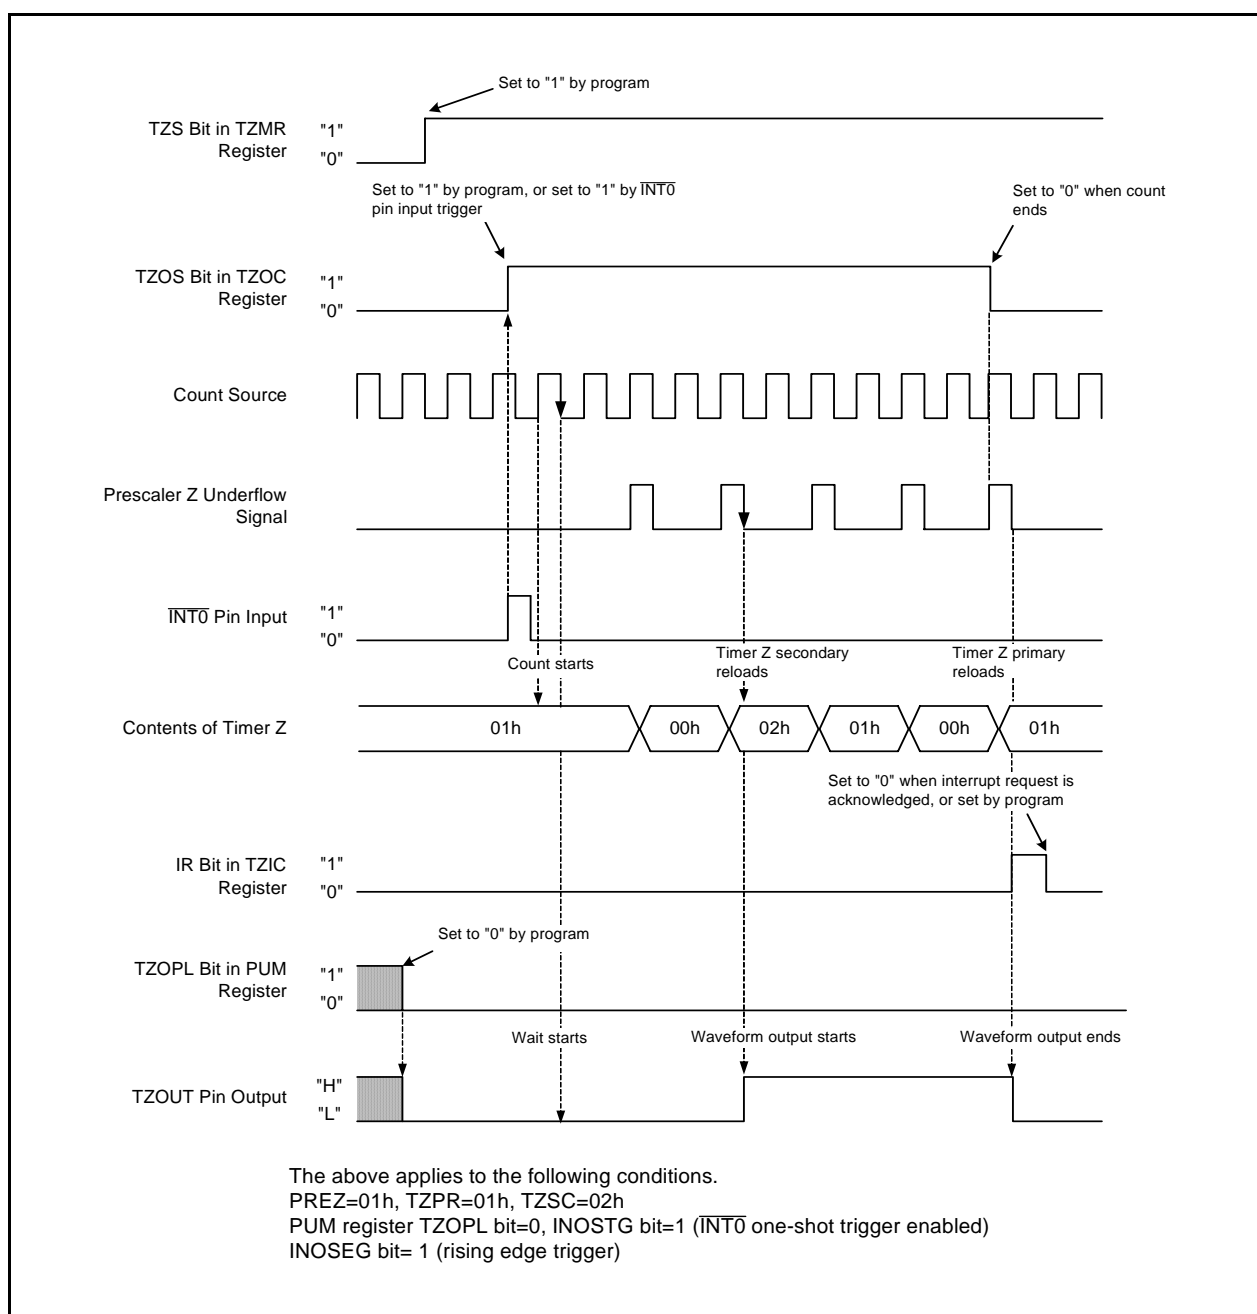 Set to "1" by program
TZS Bit in TZMR
Register
"1"
"0"
Set to "1" by program, or set to "1" by INT0
pin input trigger
Set to "0" when count
ends
TZOS Bit in TZOC
Register
"1"
"0"
Count Source
Prescaler Z Underflow
Signal
INT0 Pin Input
"1"
"0"
Count starts
Timer Z secondary
reloads
Timer Z primary
reloads
Contents of Timer Z
01h
00h
02h
01h
00h
01h
Set to "0" when interrupt request is
acknowledged, or set by program
IR Bit in TZIC
Register
"1"
"0"
Set to "0" by program
TZOPL Bit in PUM
Register
"1"
"0"
Wait starts
Waveform output starts
Waveform output ends
TZOUT Pin Output
"H"
"L"
The above applies to the following conditions.
PREZ=01h, TZPR=01h, TZSC=02h
PUM register TZOPL bit=0, INOSTG bit=1 (INT0 one-shot trigger enabled)
INOSEG bit= 1 (rising edge trigger)